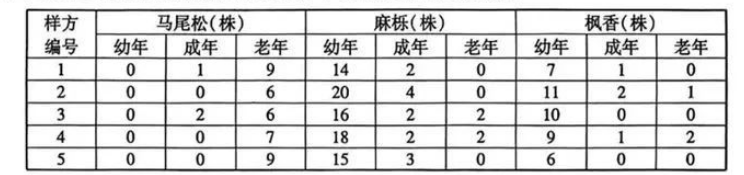 样方编号 马尾松(株) 麻栎(株) 枫香(株)
幼年 成年 老年 幼年 成年 老年 幼年 成年 老年
1 0 1 9 14 2 0 7 1 0
2 0 0 6 20 4 0 11 2 1
3 0 2 6 16 2 2 10 0 0
4 0 0 7 18 2 2 9 1 2
5 0 0 9 15 3 0 6 0 0